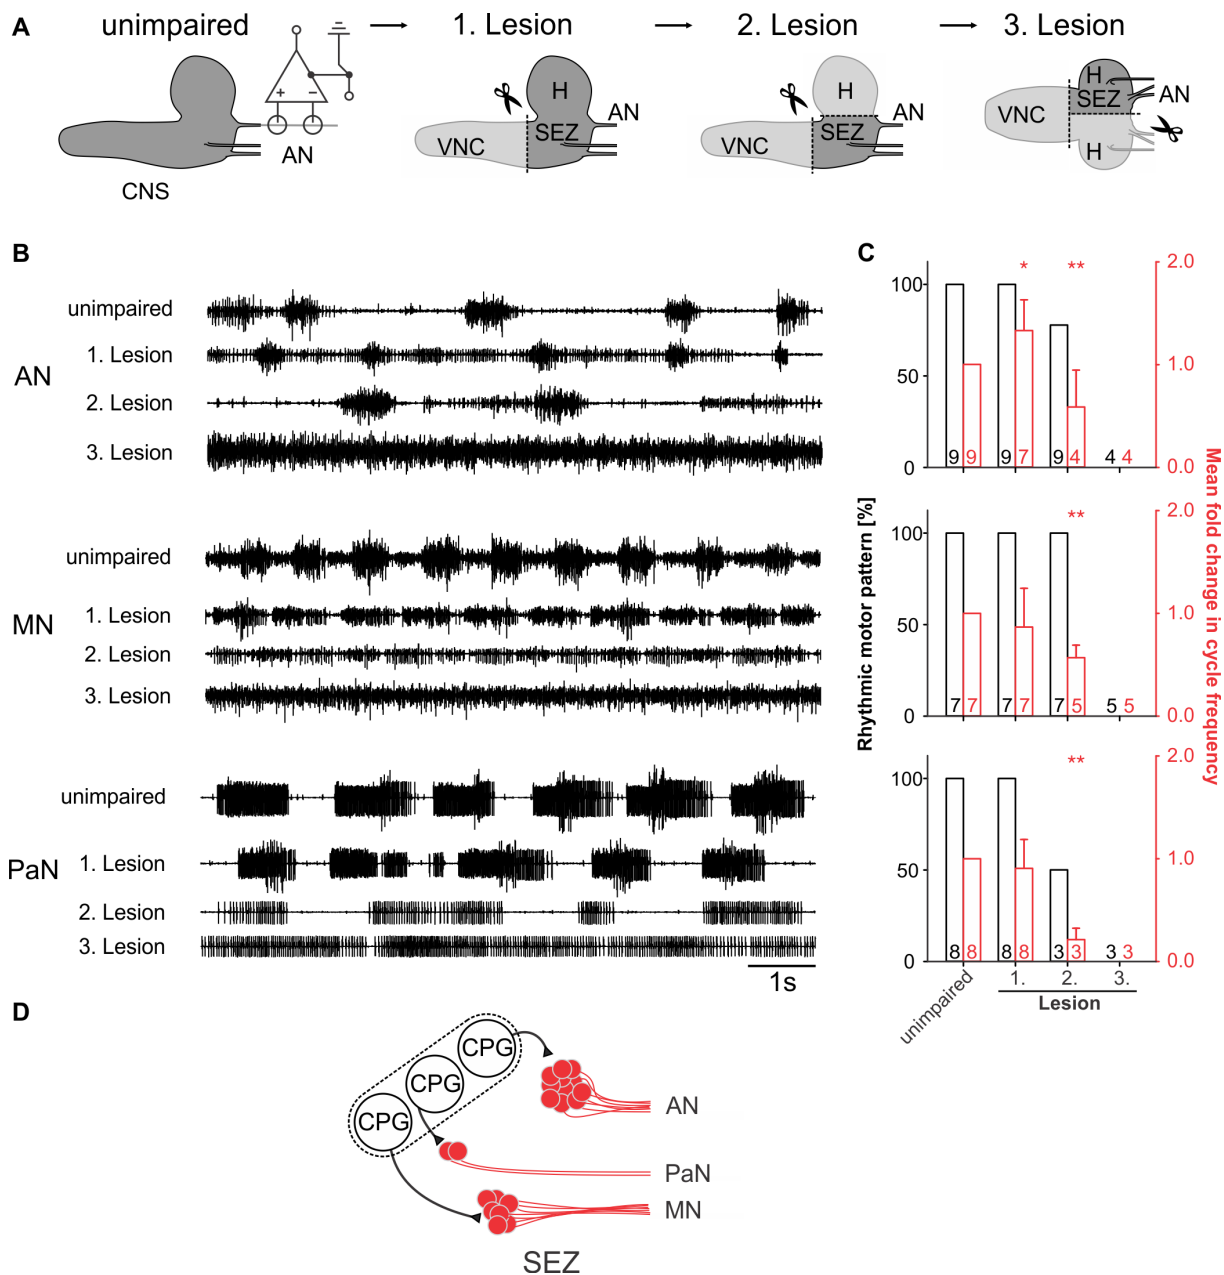 A
unimpaired
1. Lesion
2. Lesion
3. Lesion
+ −
AN
CNS
H
SEZ
VNC
AN
H
SEZ
VNC
AN
H
SEZ
VNC
AN
H
B
unimpaired
1. Lesion
AN
2. Lesion
3. Lesion
unimpaired
1. Lesion
MN
2. Lesion
3. Lesion
unimpaired
1. Lesion
PaN
2. Lesion
3. Lesion
1s
C
Rhythmic motor pattern [%]
Mean fold change in cycle frequency
* **
100
50
0
2.0
1.0
0.0
9 9 9 7 9 4 4 4
**
100
50
0
2.0
1.0
0.0
7 7 7 7 7 5 5 5
**
100
50
0
2.0
1.0
0.0
8 8 8 8 3 3 3 3
unimpaired 1. 2. 3.
Lesion
D
CPG
CPG
CPG
AN
PaN
MN
SEZ